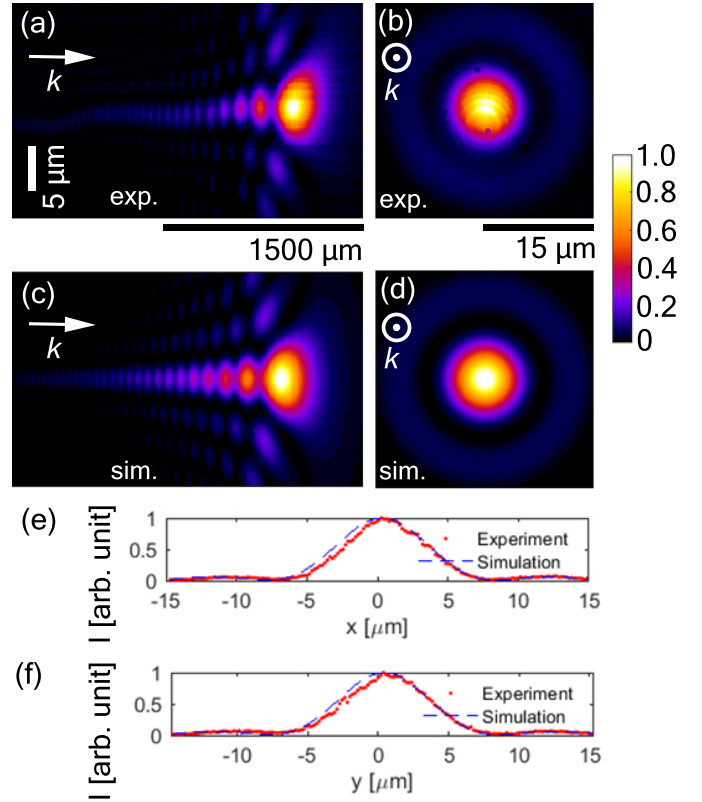 (a)
k
5 μm
exp.
1500 μm
(b)
k
exp.
15 μm
1.0
0.8
0.6
0.4
0.2
0
(c)
k
sim.
(d)
k
sim.
(e)
I [arb. unit]
1
0.5
0
Experiment
Simulation
-15 -10 -5 0 5 10 15
x [μm]
(f)
I [arb. unit]
1
0.5
0
Experiment
Simulation
-10 -5 0 5 10 15
y [μm]